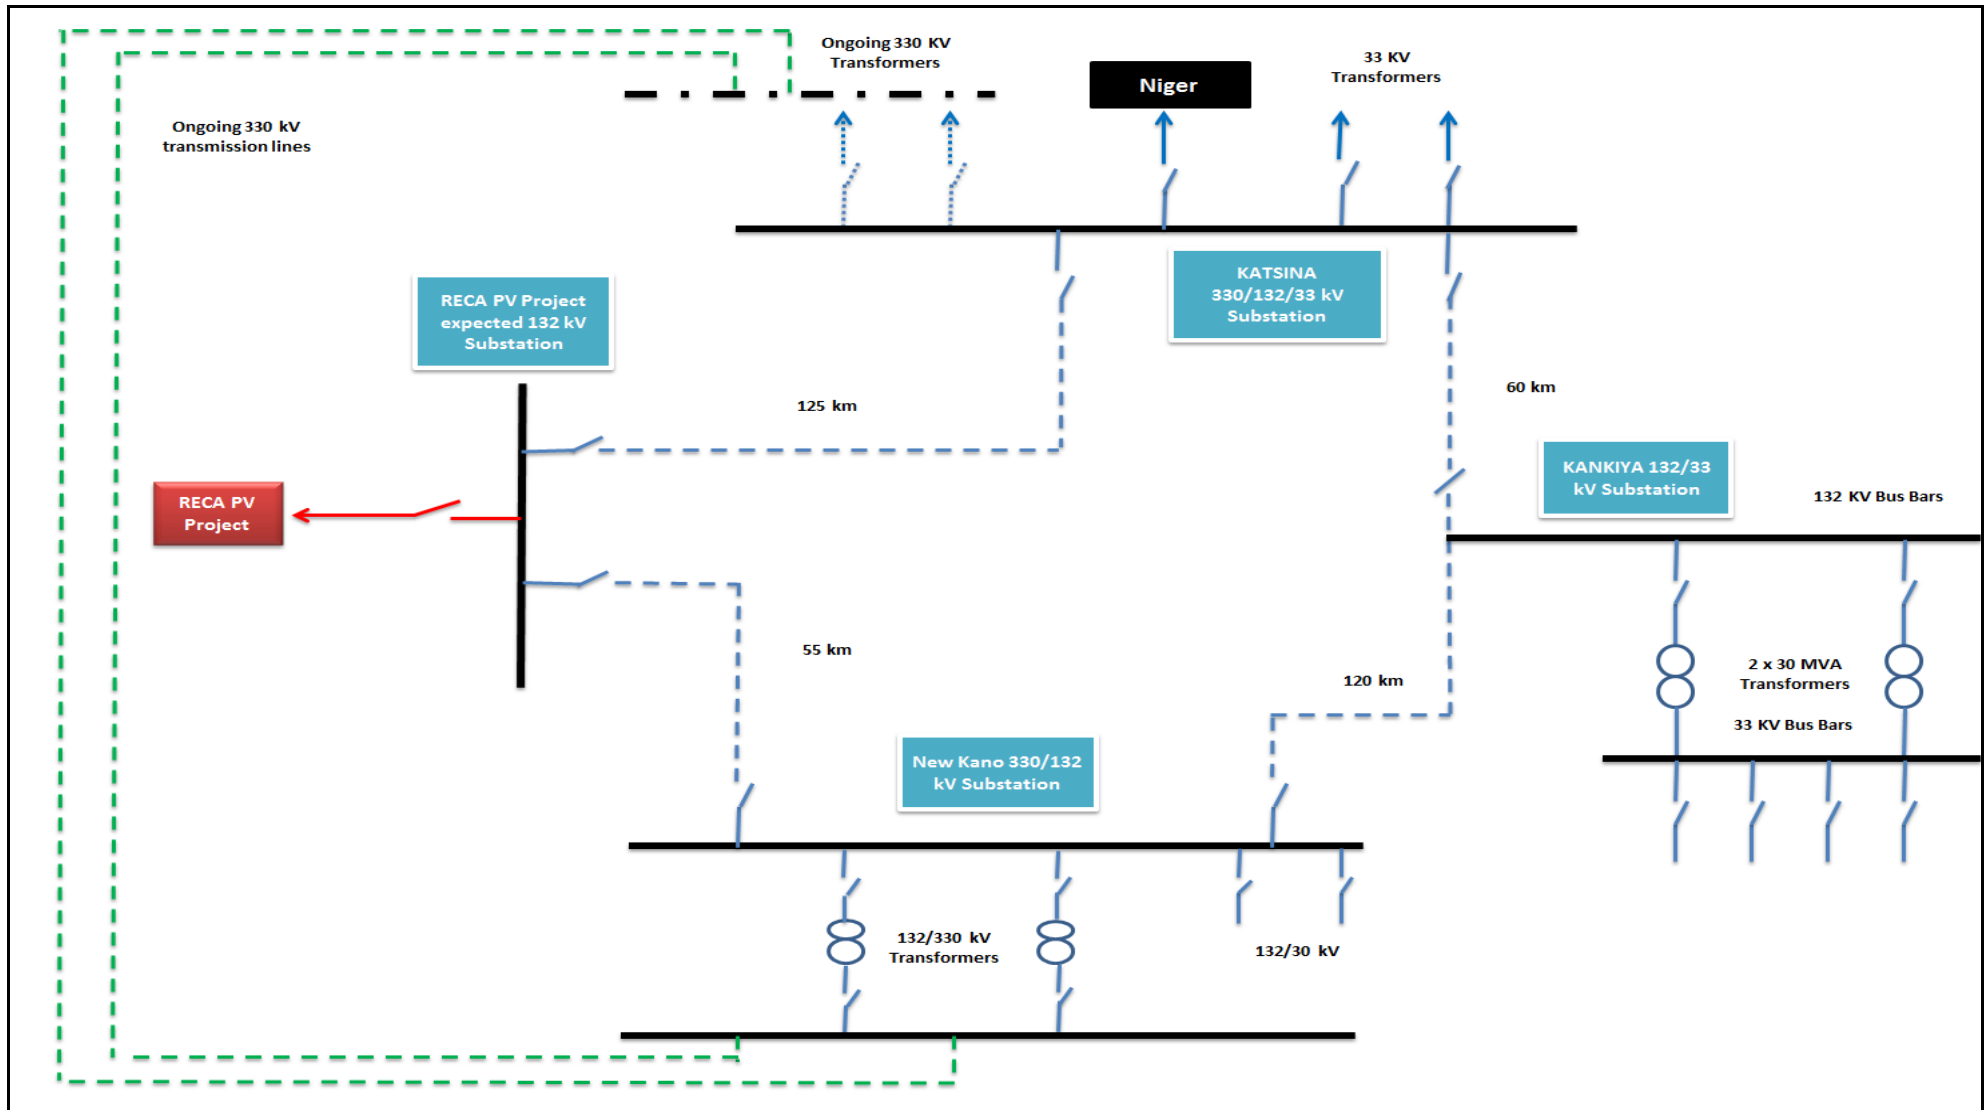 Ongoing 330 KV
Transformers
33 KV
Transformers
Niger
Ongoing 330 kV
transmission lines
KATSINA
330/132/33 kV
Substation
RECA PV Project
expected 132 kV
Substation
60 km
125 km
KANKIYA 132/33
kV Substation
132 KV Bus Bars
RECA PV
Project
55 km
120 km
2 x 30 MVA
Transformers
33 KV Bus Bars
New Kano 330/132
kV Substation
132/330 kV
Transformers
132/30 kV